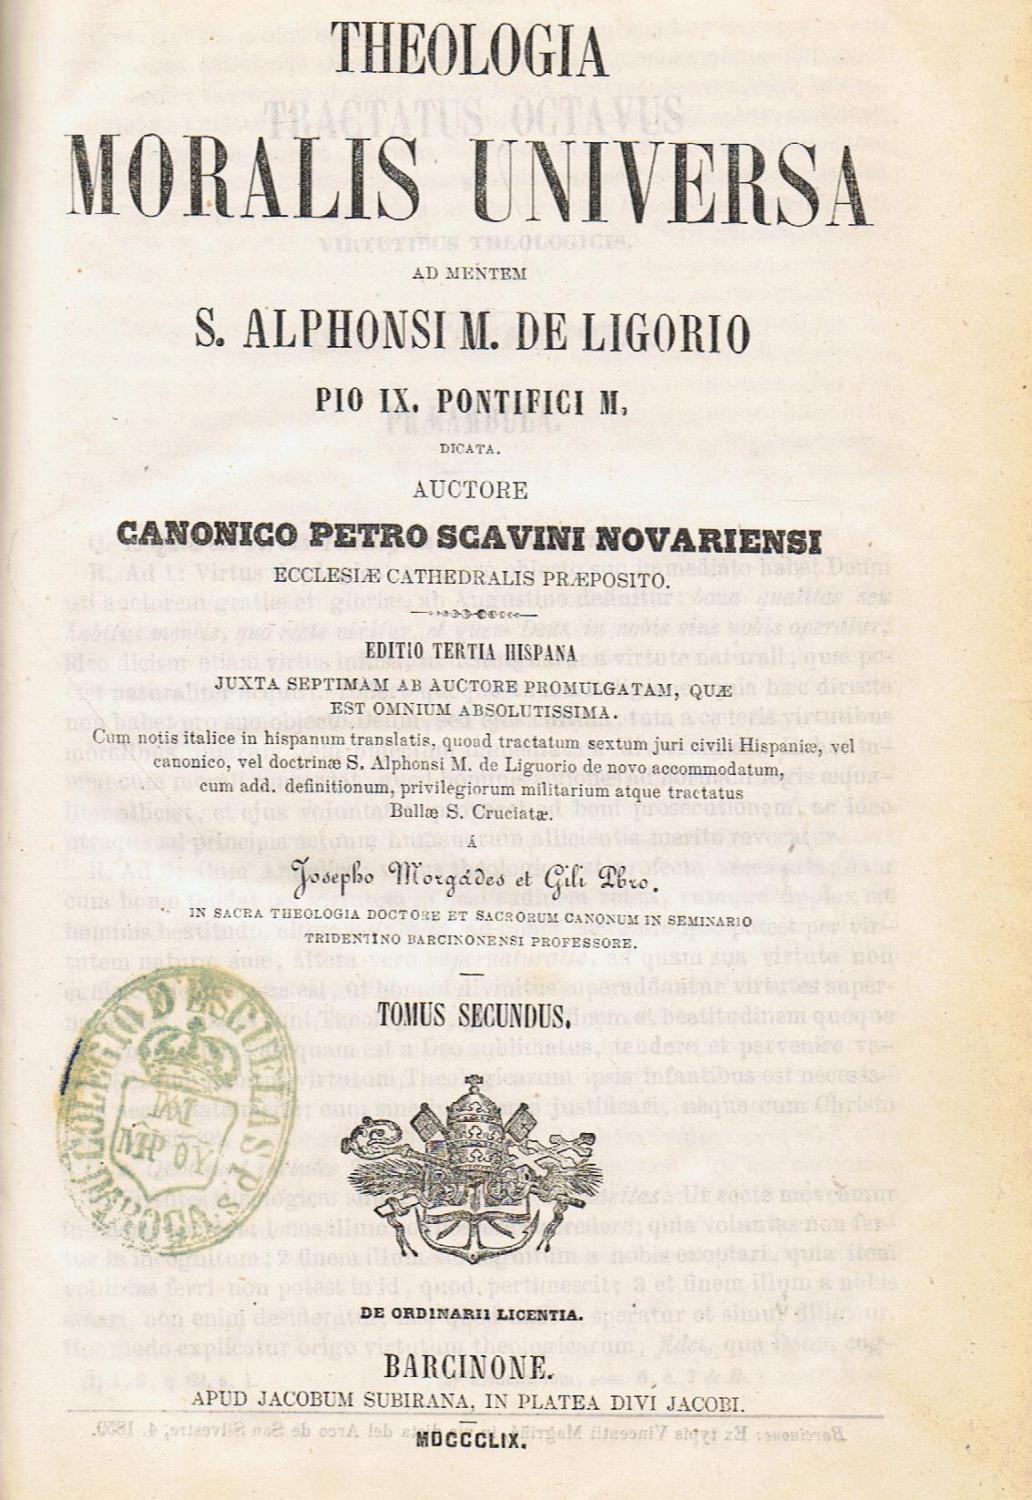 THEOLOGIA
MORALIS UNIVERSA
AD MENTEM
S. ALPHONSI M. DE LIGORIO
PIO IX. PONTIFICI M,
DICATA.
AUCTORE
CANONICO PETRO SCAVINI NOVARIENSI
ECCLESIÆ CATHEDRALIS PRÆPOSITO.
EDITIO TERTIA HISPANA
JUXTA SEPTIMAM AB AUCTORE PROMULGATAM, QUÆ
EST OMNIUM ABSOLUTISSIMA.
Cum notis italice in hispanum translatis, quoad tractatum sextum juri civili Hispaniæ, vel
canonico, vel doctrinæ S. Alphonsi M. de Liguorio de novo accommodatum,
cum add. definitionum, privilegiorum militarium atque tractatus
Bullæ S. Cruciatæ.
Á
Josepho Morgádes et Gili Pbro.
IN SACRA THEOLOGIA DOCTORE ET SACRORUM CANONUM IN SEMINARIO
TRIDENTINO BARCINONENSI PROFESSORE.
TOMUS SECUNDUS.
COLEGIO D ESCUELAS P. S.
DE ORDINARII LICENTIA.
BARCINONE.
APUD JACOBUM SUBIRANA, IN PLATEA DIVI JACOBI.
MDCCCLIX.